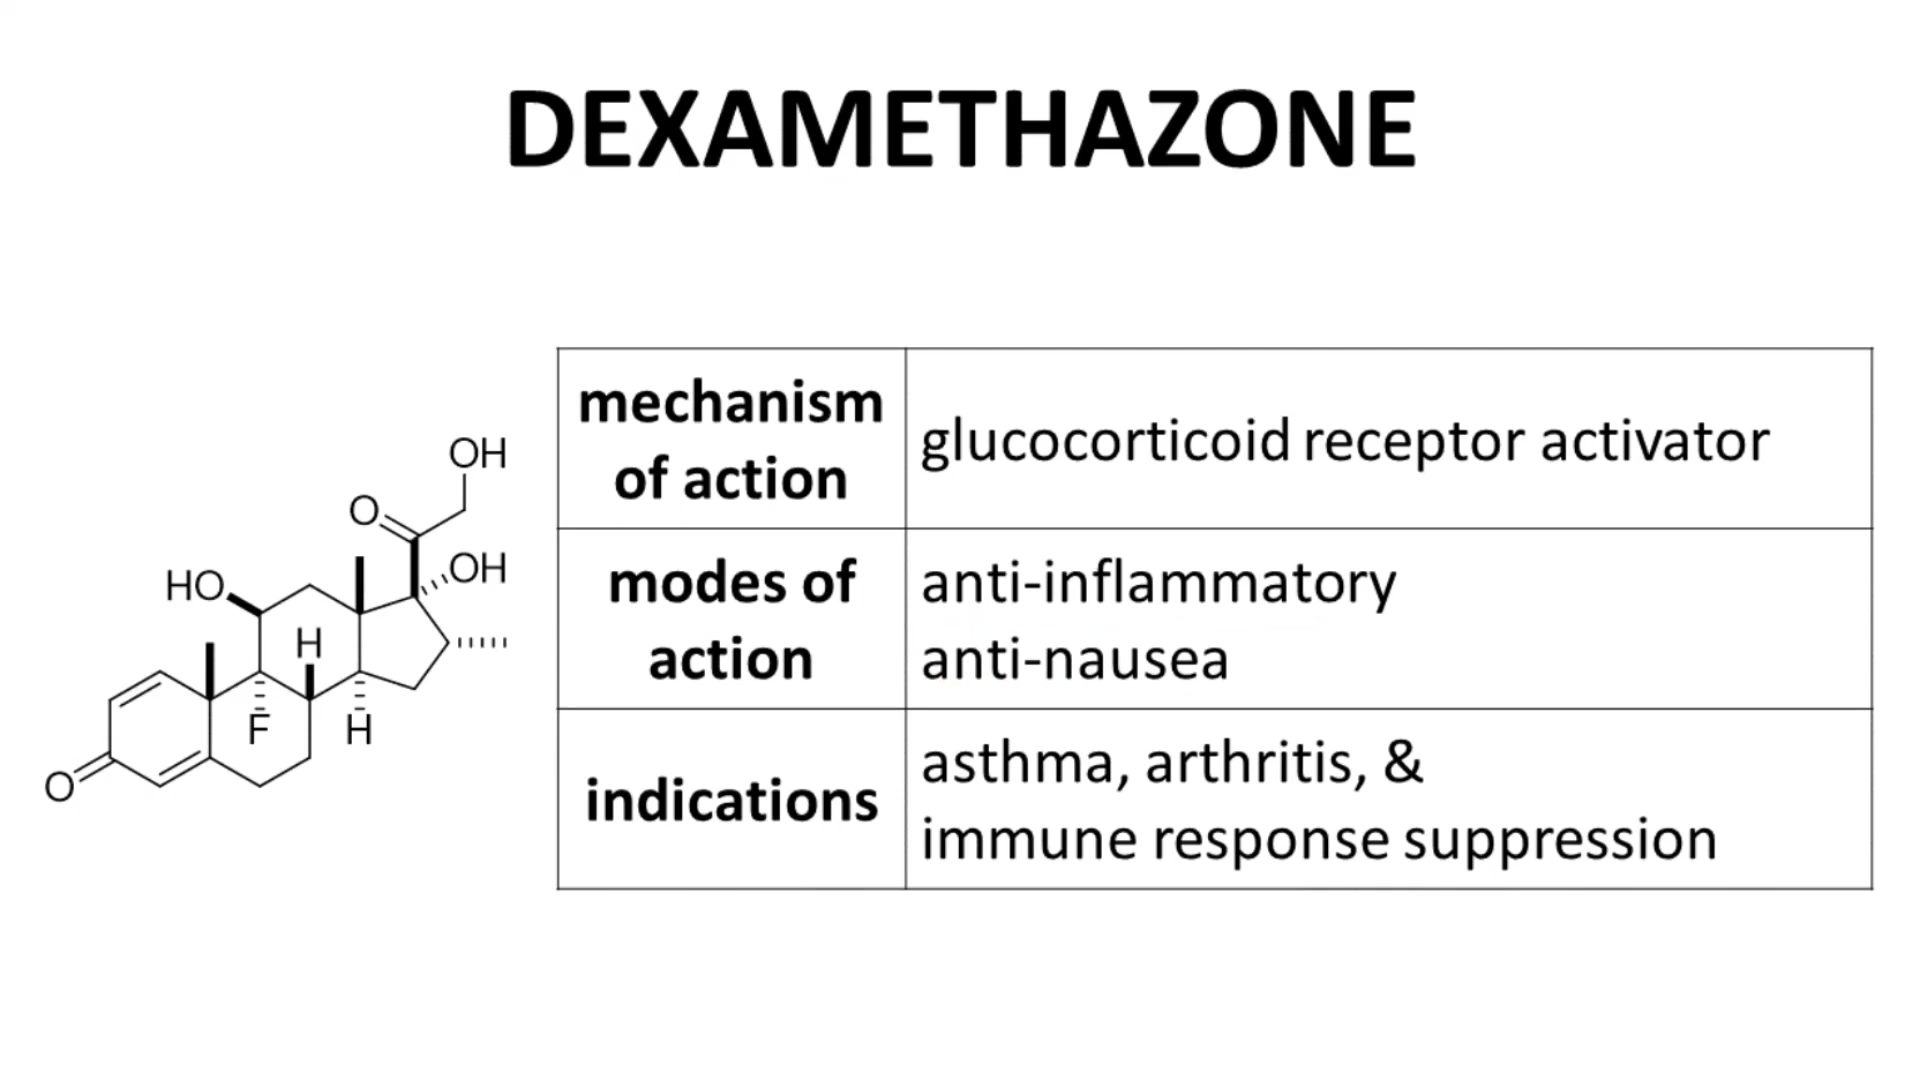 DEXAMETHAZONE
mechanism
of action
glucocorticoid receptor activator
modes of
action
anti-inflammatory
anti-nausea
indications
asthma, arthritis, &
immune response suppression
OH
O
OH
HO
H
F
H
O